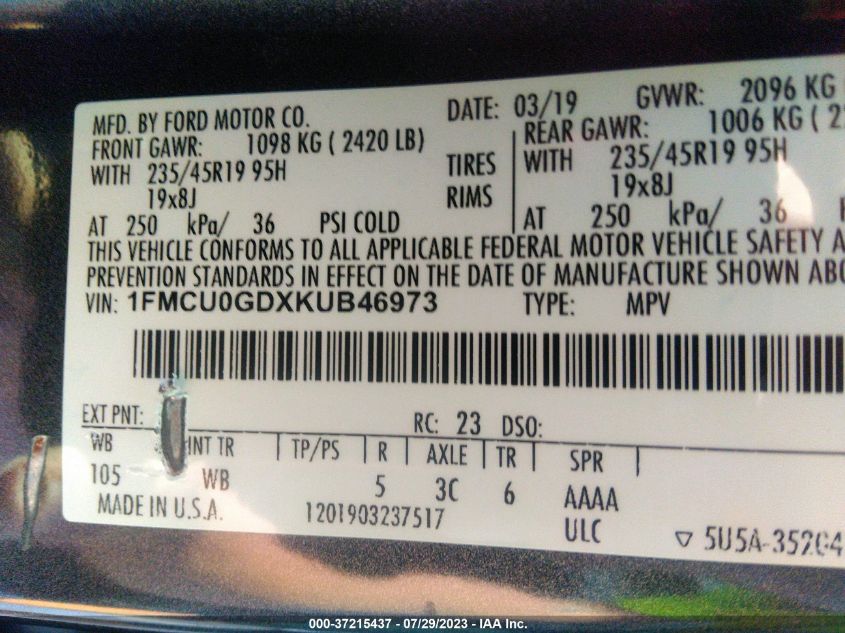 MFD. BY FORD MOTOR CO.
DATE: 03/19
GVWR: 2096 KG
FRONT GAWR: 1098 KG ( 2420 LB)
REAR GAWR: 1006 KG ( 2
WITH 235/45R19 95H
TIRES
WITH 235/45R19 95H
19x8J
RIMS
19x8J
AT 250 kPa/ 36 PSI COLD
AT 250 kPa/ 36
THIS VEHICLE CONFORMS TO ALL APPLICABLE FEDERAL MOTOR VEHICLE SAFETY A
PREVENTION STANDARDS IN EFFECT ON THE DATE OF MANUFACTURE SHOWN ABO
VIN: 1FMCU0GDXKUB46973
TYPE: MPV
EXT PNT:
RC: 23 DSO:
WB INT TR TP/PS R AXLE TR SPR
105 WB 5 3C 6 AAAA
MADE IN U.S.A.
1201903237517
ULC
5U5A-35204
000-37215437 - 07/29/2023 - IAA Inc.